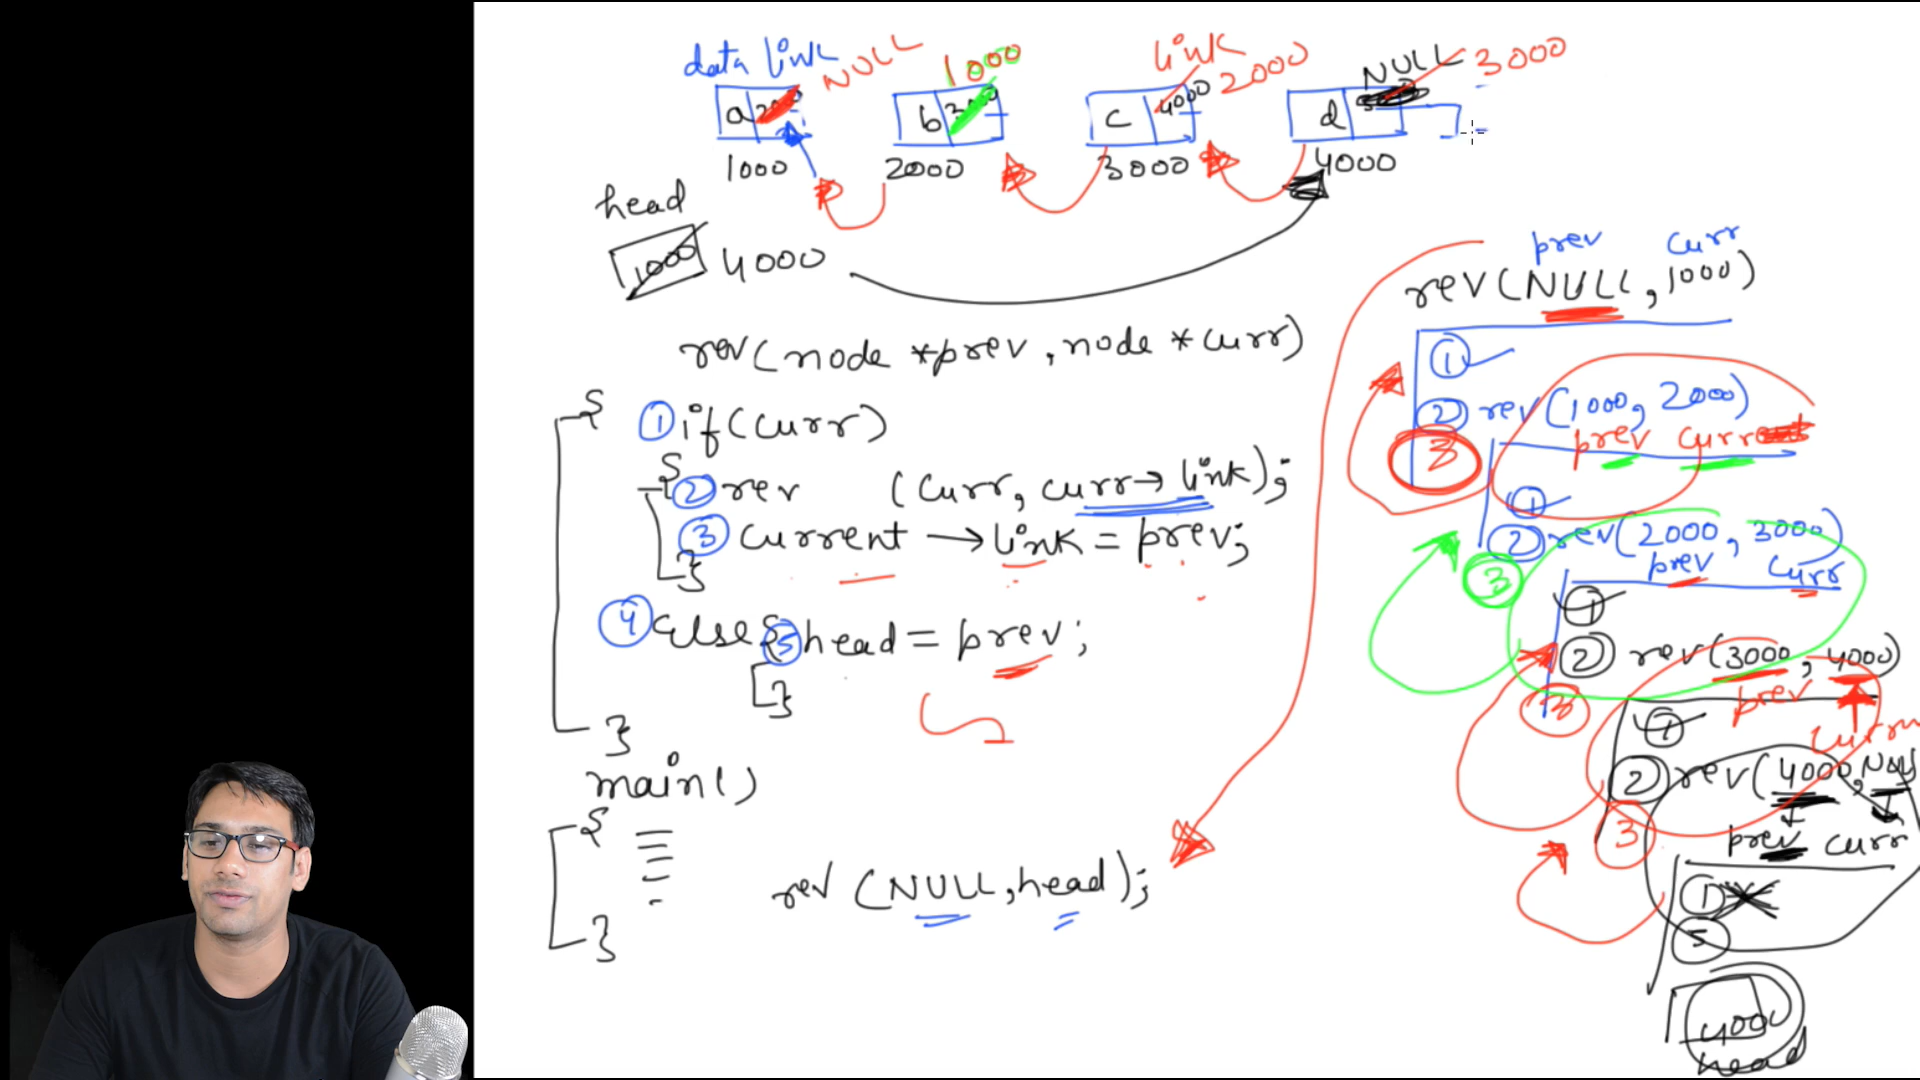 data link NULL 1000 link 2000 NULL 3000
a b c 4000 d
1000 2000 3000 4000
head
1000 4000
rev(node *prev, node *curr)
{
① if(curr)
{
② rev (curr, curr→link);
③ current → link = prev;
}
④ else { ⑤ head = prev;
}
}
main()
{
rev (NULL, head);
}
prev curr
rev(NULL, 1000)
①
② rev(1000, 2000)
prev current
③
①
② rev(2000, 3000)
prev curr
③
①
② rev(3000, 4000)
prev
③
①
② rev(4000, NULL
prev curr
③
①
⑤
4000
head